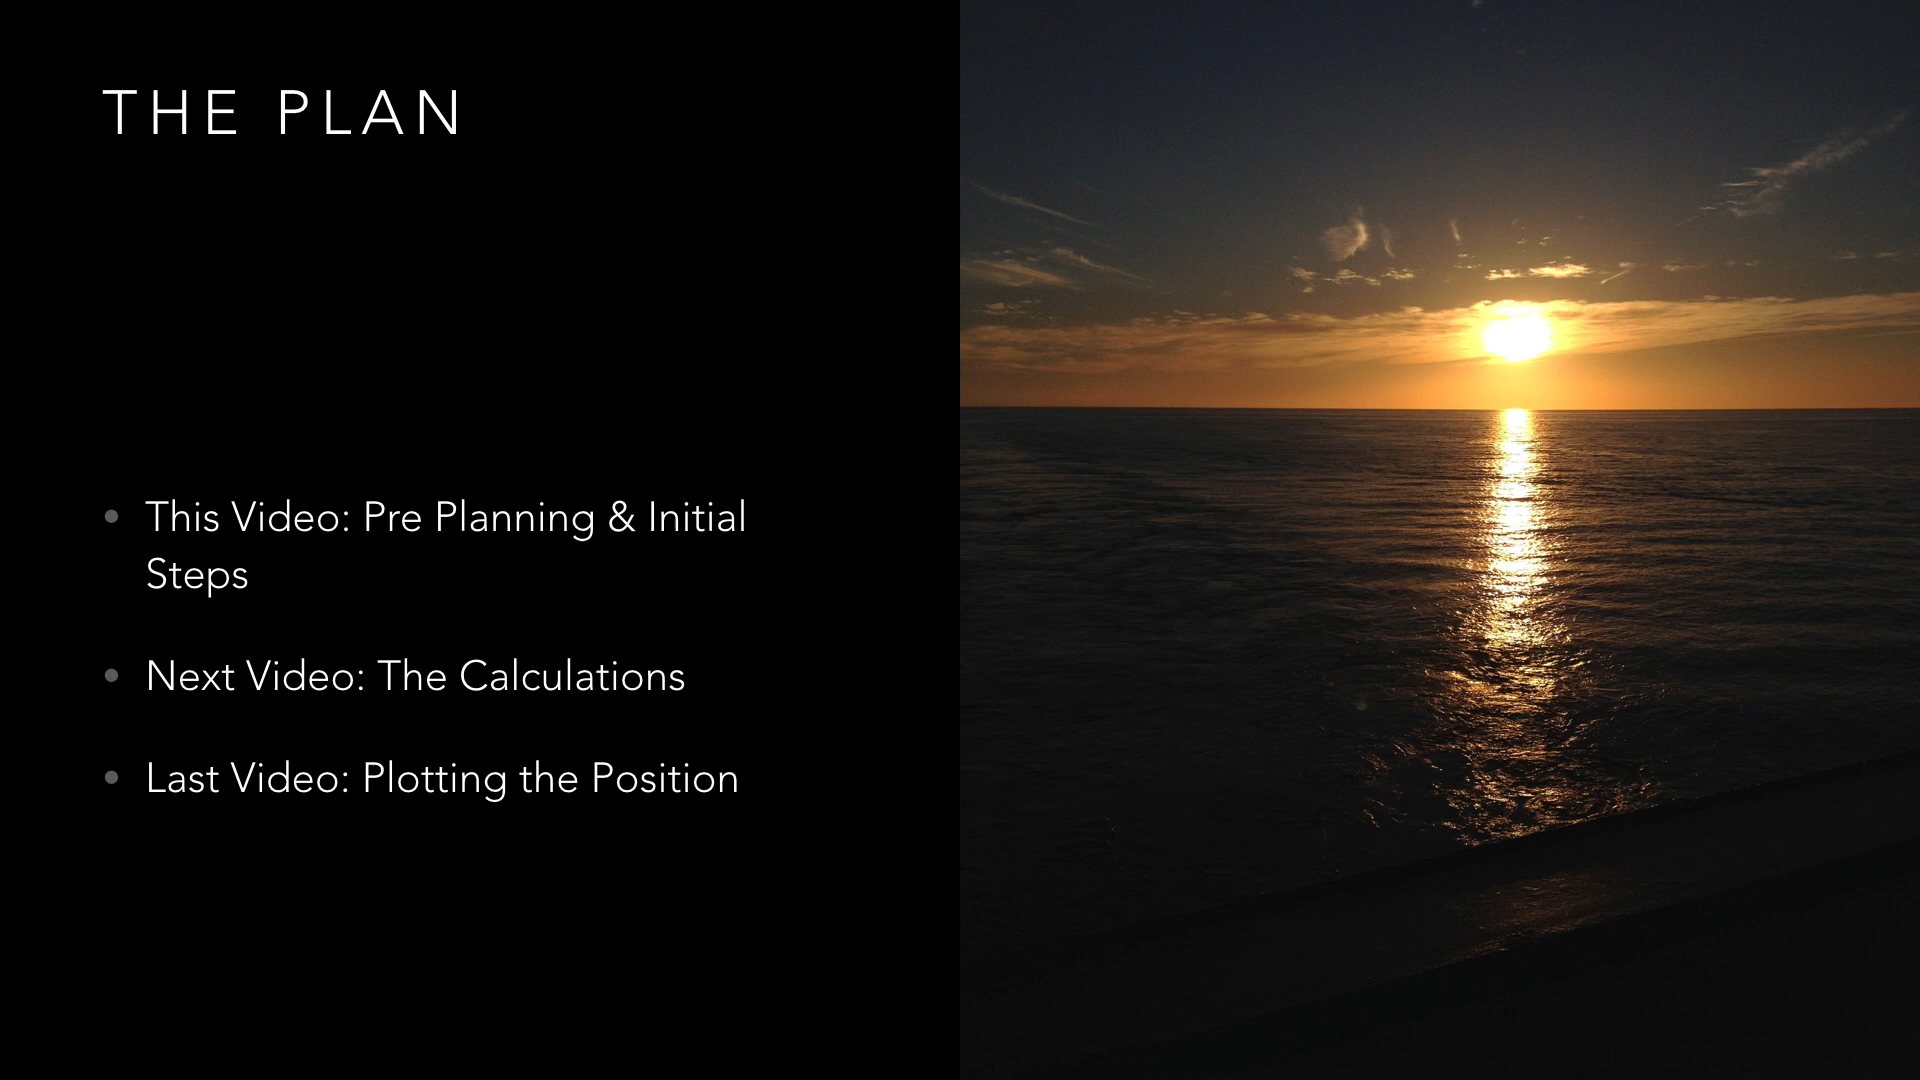 THE PLAN
• This Video: Pre Planning & Initial
Steps
• Next Video: The Calculations
• Last Video: Plotting the Position